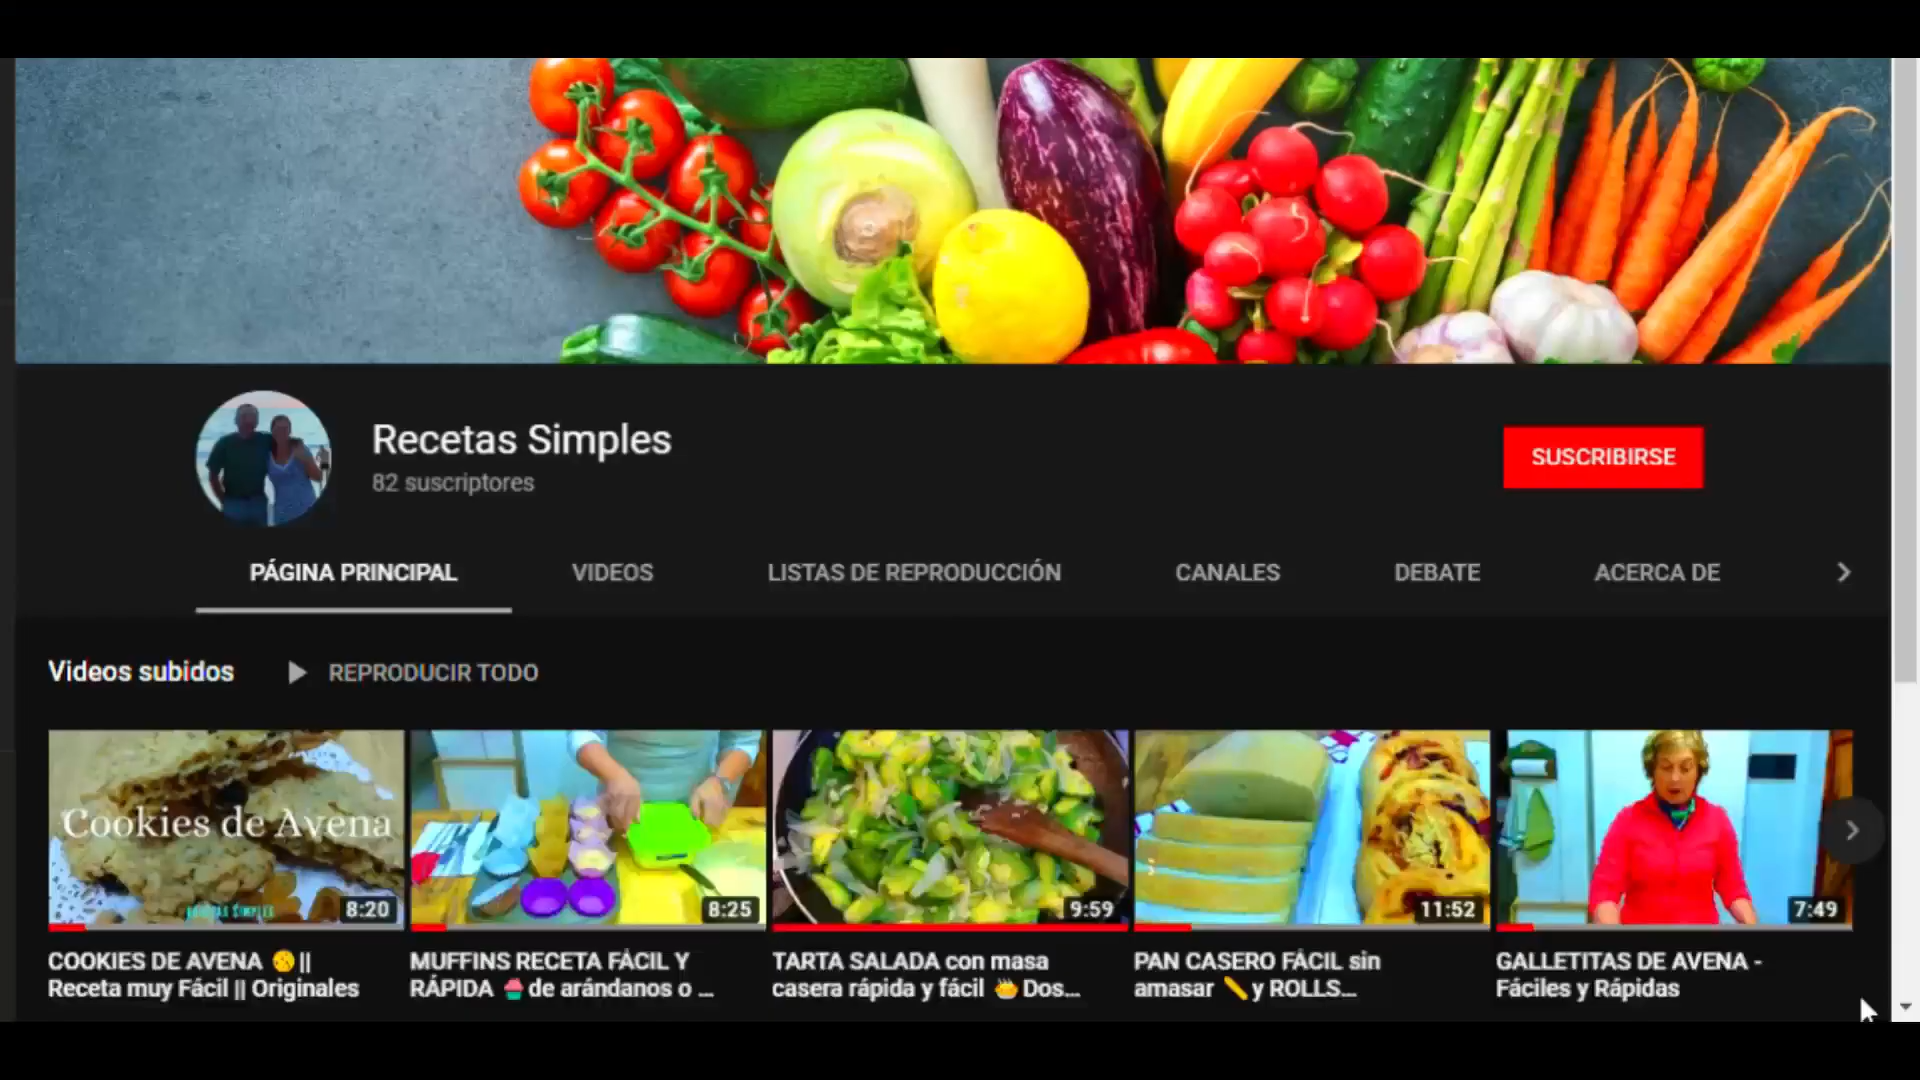 Recetas Simples
82 suscriptores
SUSCRIBIRSE
PÁGINA PRINCIPAL
VIDEOS
LISTAS DE REPRODUCCIÓN
CANALES
DEBATE
ACERCA DE
Videos subidos
REPRODUCIR TODO
Cookies de Avena
RECETAS SIMPLES
8:20
8:25
9:59
11:52
7:49
COOKIES DE AVENA 🍪 ||
Receta muy Fácil || Originales
MUFFINS RECETA FÁCIL Y
RÁPIDA 🧁 de arándanos o ...
TARTA SALADA con masa
casera rápida y fácil 🥧 Dos...
PAN CASERO FÁCIL sin
amasar 🥖 y ROLLS...
GALLETITAS DE AVENA -
Fáciles y Rápidas